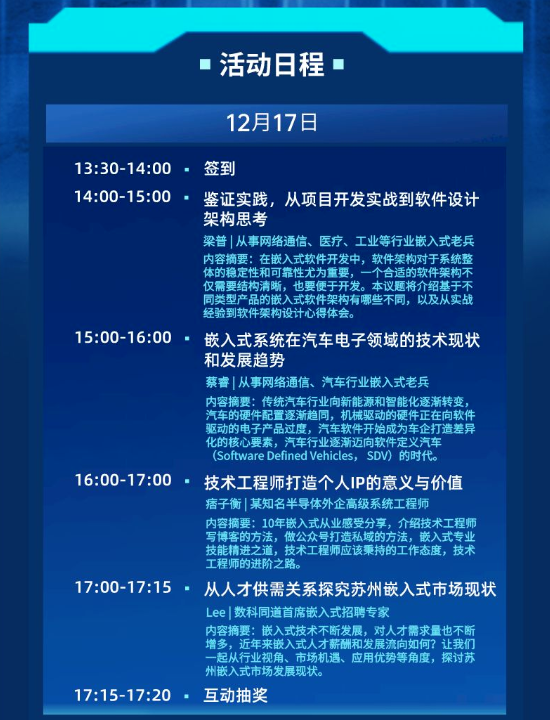 活动日程
12月17日
13:30-14:00 签到
14:00-15:00 鉴证实践，从项目开发实战到软件设计
架构思考
梁普 | 从事网络通信、医疗、工业等行业嵌入式老兵
内容摘要：在嵌入式软件开发中，软件架构对于系统整
体的稳定性和可靠性尤为重要，一个合适的软件架构不
仅需要结构清晰，也要便于开发。本议题将介绍基于不
同类型产品的嵌入式软件架构有哪些不同，以及从实战
经验到软件架构设计心得体会。
15:00-16:00 嵌入式系统在汽车电子领域的技术现状
和发展趋势
蔡睿 | 从事网络通信、汽车行业嵌入式老兵
内容摘要：传统汽车行业向新能源和智能化逐渐转变，
汽车的硬件配置逐渐趋同，机械驱动的硬件正在向软件
驱动的电子产品过度，汽车软件开始成为车企打造差异
化的核心要素，汽车行业逐渐迈向软件定义汽车
（Software Defined Vehicles， SDV）的时代。
16:00-17:00 技术工程师打造个人IP的意义与价值
痞子衡 | 某知名半导体外企高级系统工程师
内容摘要：10年嵌入式从业感受分享，介绍技术工程师
写博客的方法，做公众号打造私域的方法，嵌入式专业
技能精进之道，技术工程师应该秉持的工作态度，技术
工程师的进阶之路。
17:00-17:15 从人才供需关系探究苏州嵌入式市场现状
Lee | 数科同道首席嵌入式招聘专家
内容摘要：嵌入式技术不断发展，对人才需求量也不断
增多，近年来嵌入式人才薪酬和发展流向如何？让我们
一起从行业视角、市场机遇、应用优势等角度，探讨苏
州嵌入式市场发展现状。
17:15-17:20 互动抽奖